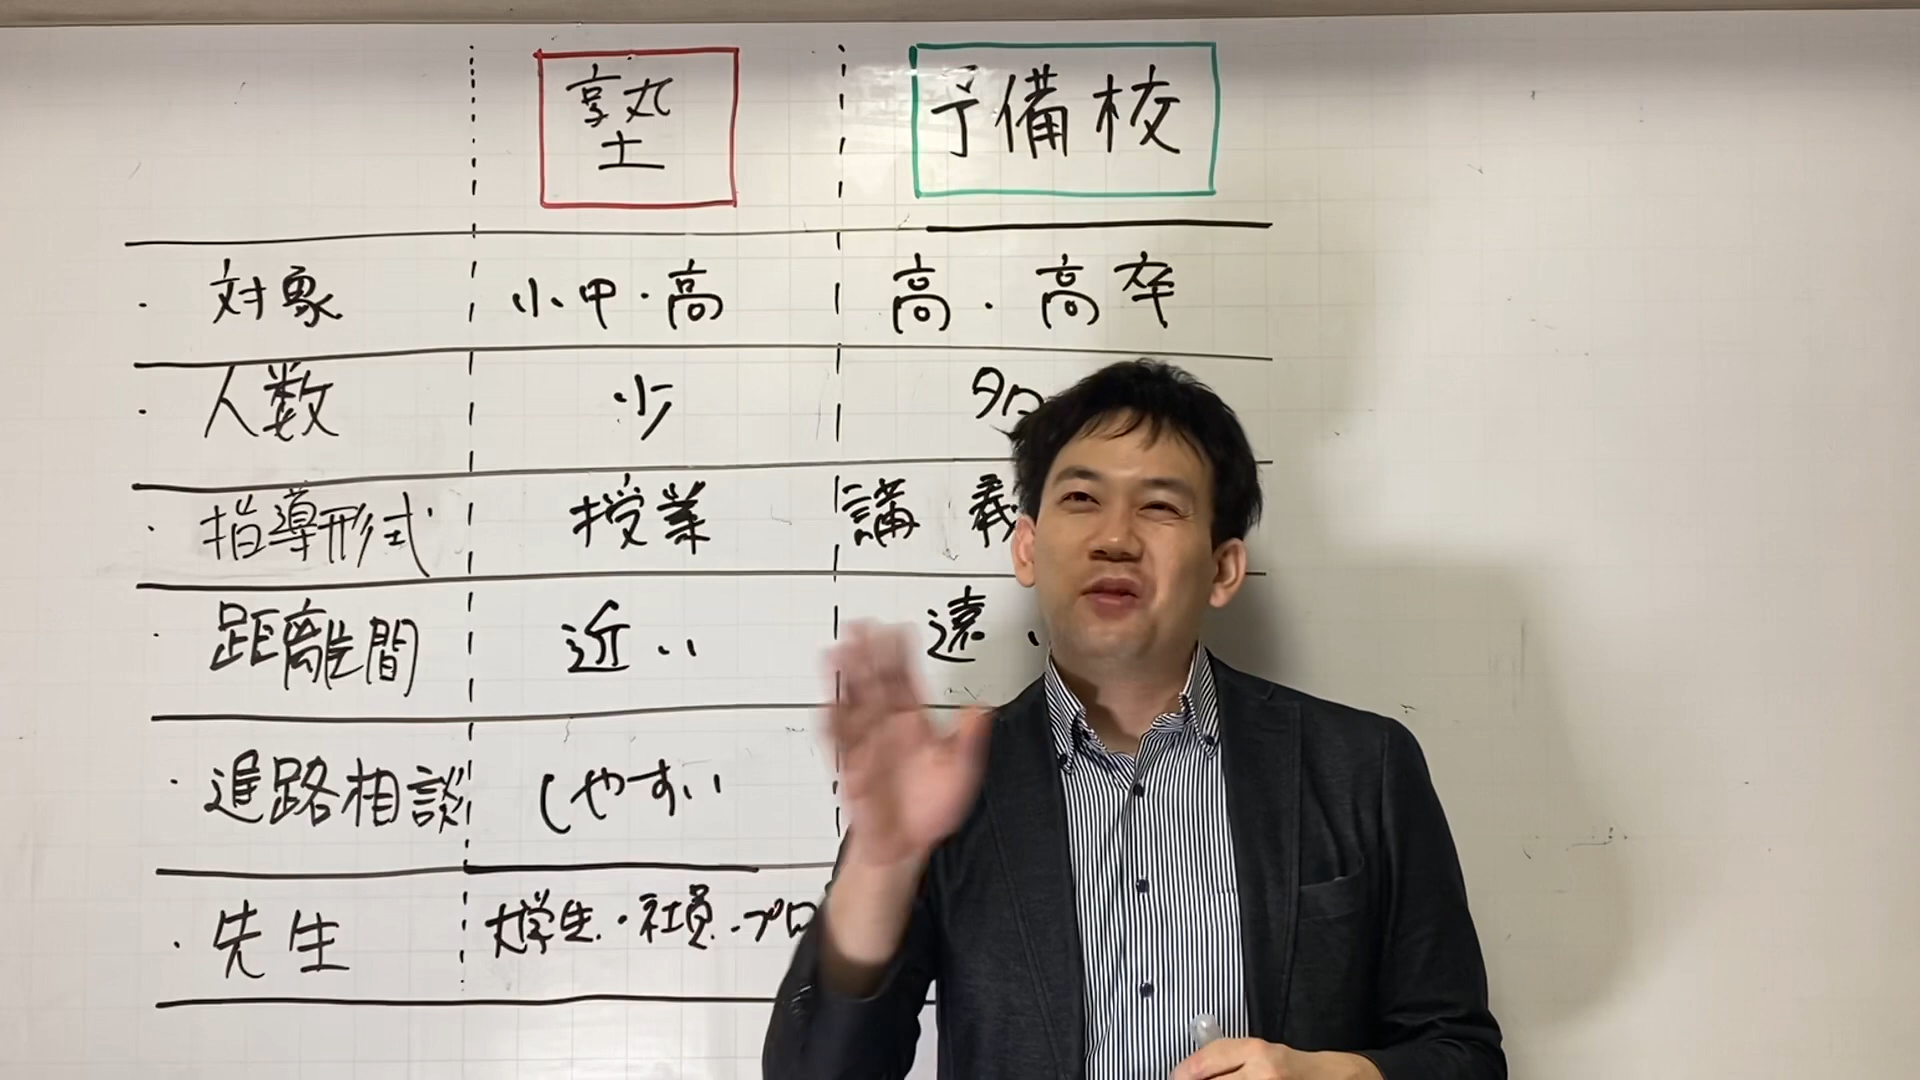 塾 予備校
・対象 小中・高 高・高卒
・人数 少 多
・指導形式 授業 講義
・距離間 近い 遠い
・進路相談 しやすい
・先生 大学生・社員・プロ